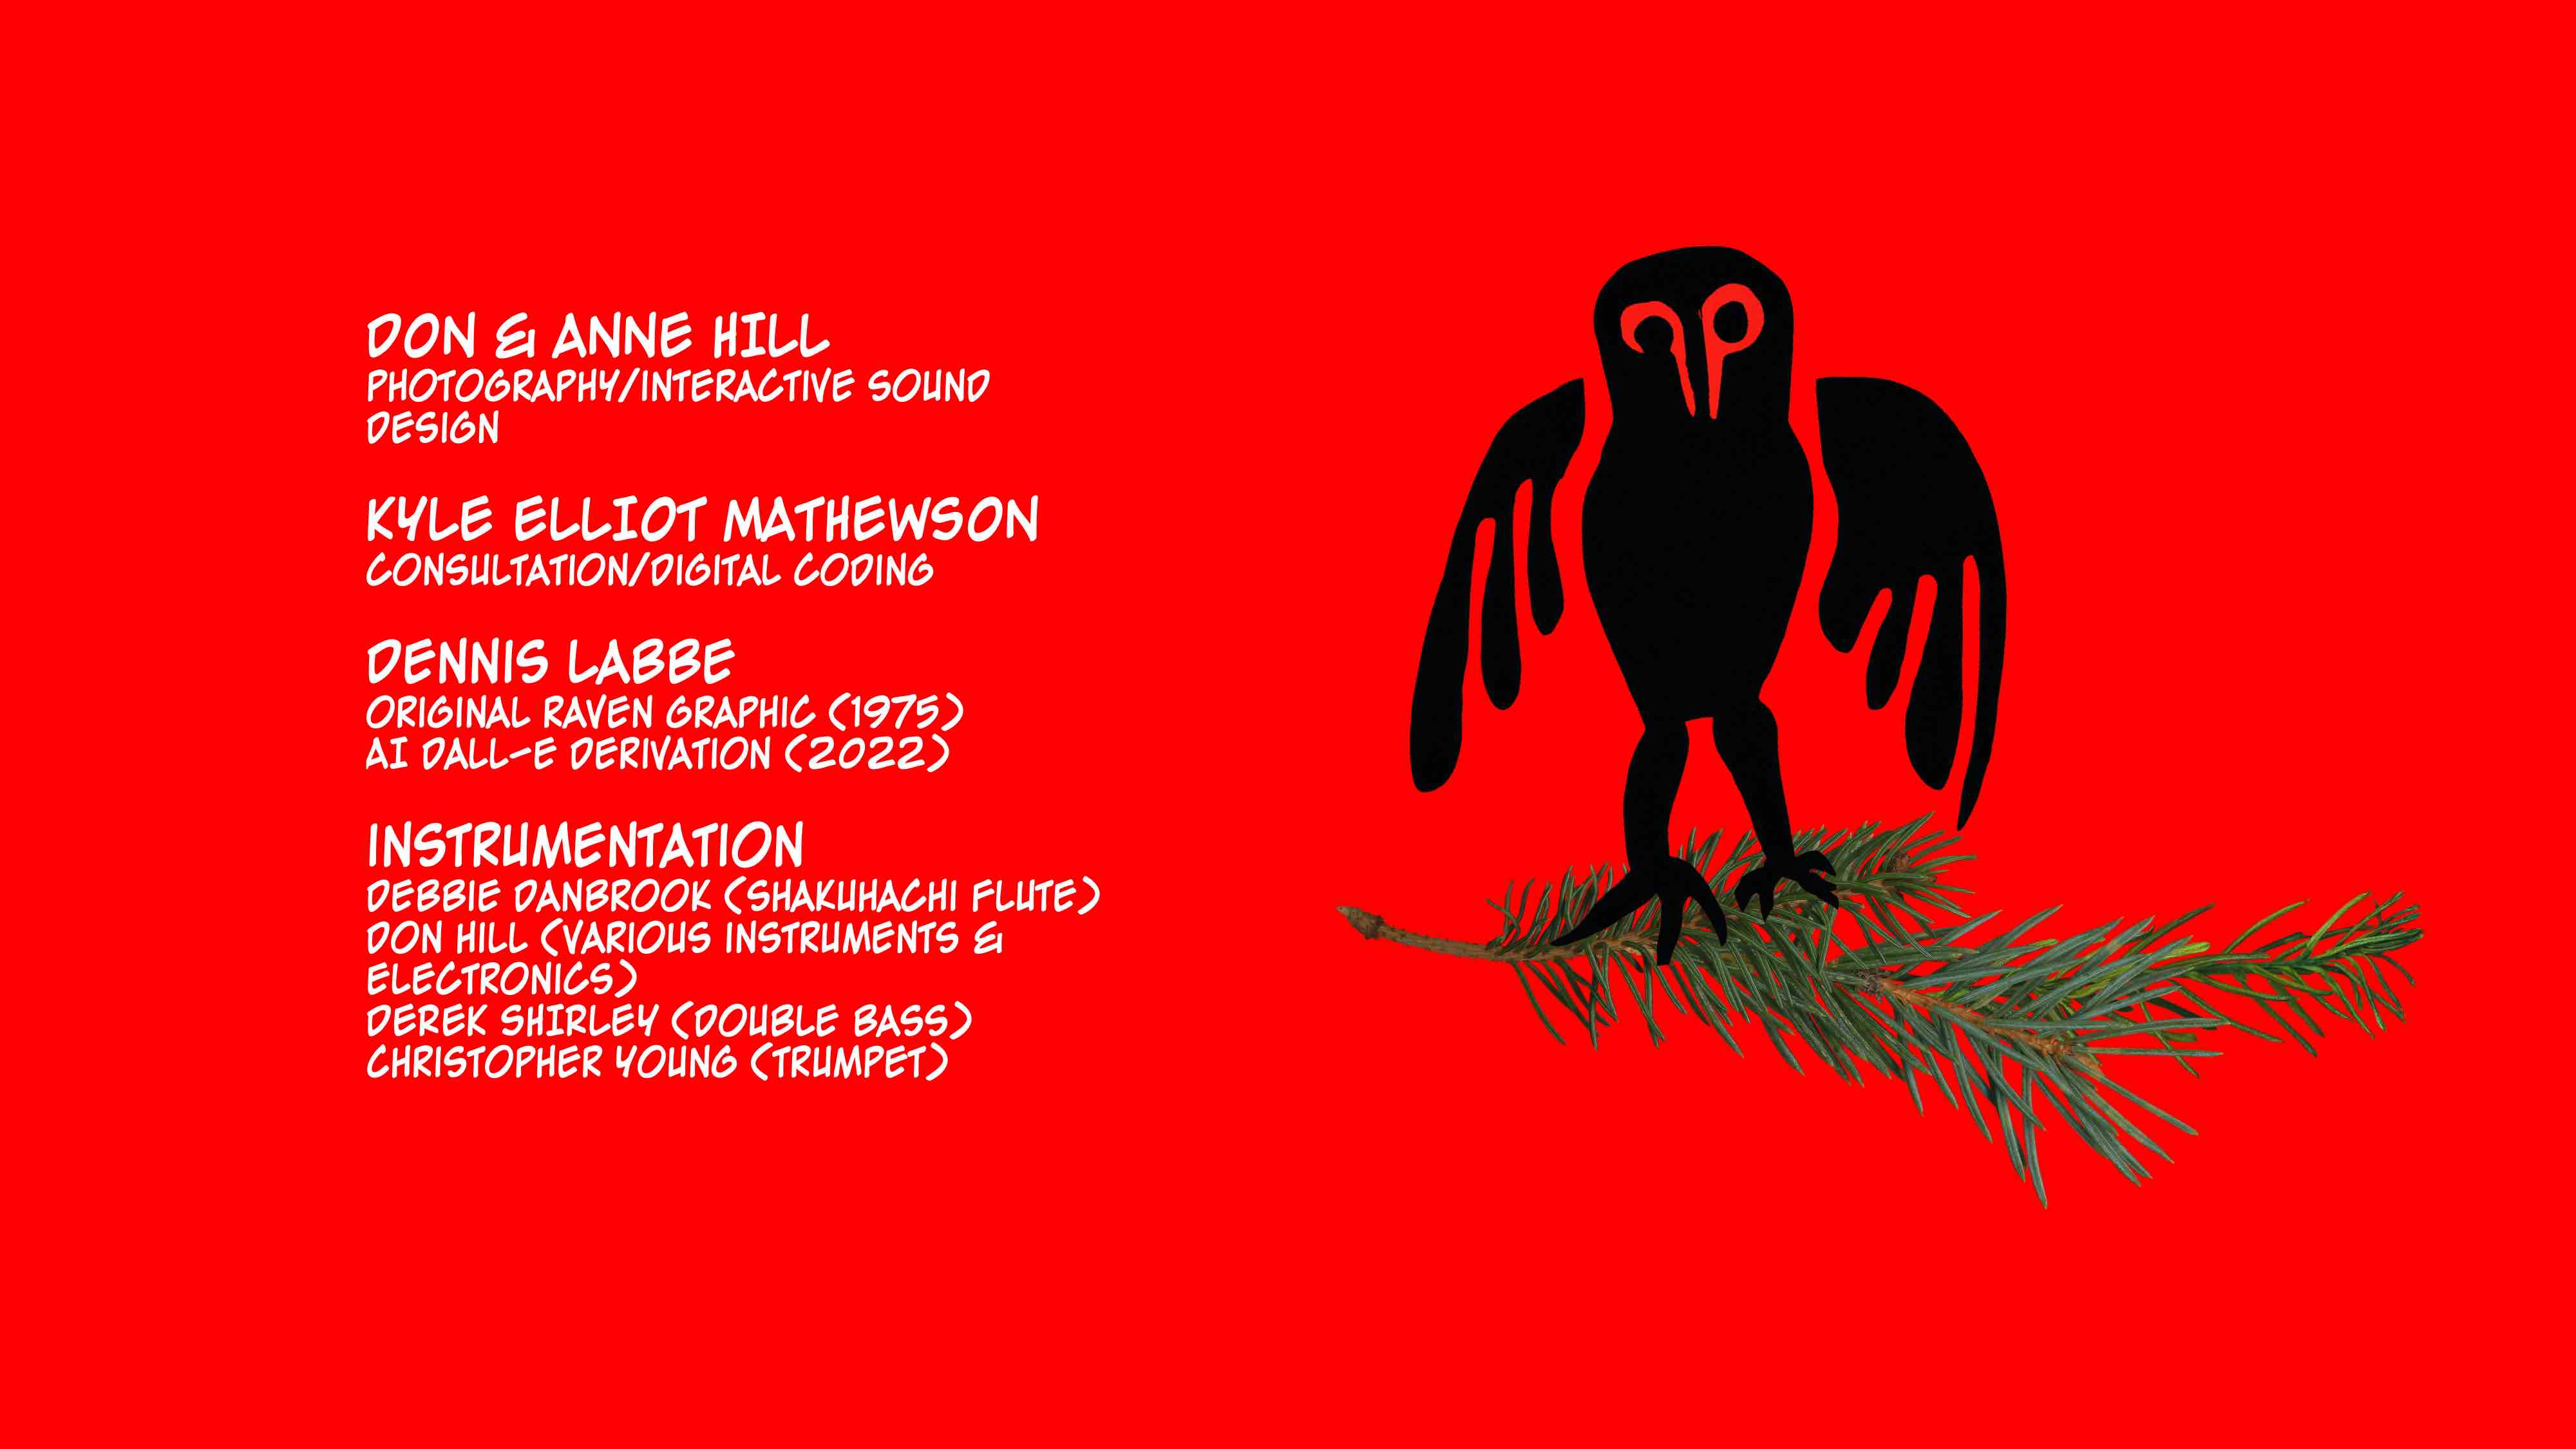 DON & ANNE HILL
PHOTOGRAPHY/INTERACTIVE SOUND
DESIGN
KYLE ELLIOT MATHEWSON
CONSULTATION/DIGITAL CODING
DENNIS LABBE
ORIGINAL RAVEN GRAPHIC (1975)
AI DALL-E DERIVATION (2022)
INSTRUMENTATION
DEBBIE DANBROOK (SHAKUHACHI FLUTE)
DON HILL (VARIOUS INSTRUMENTS &
ELECTRONICS)
DEREK SHIRLEY (DOUBLE BASS)
CHRISTOPHER YOUNG (TRUMPET)